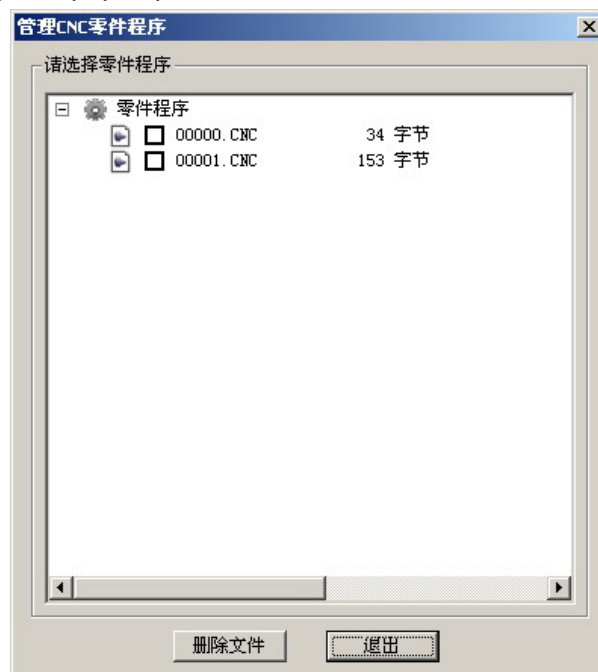 管理CNC零件程序
请选择零件程序
零件程序
00000.CNC 34 字节
00001.CNC 153 字节
删除文件 退出